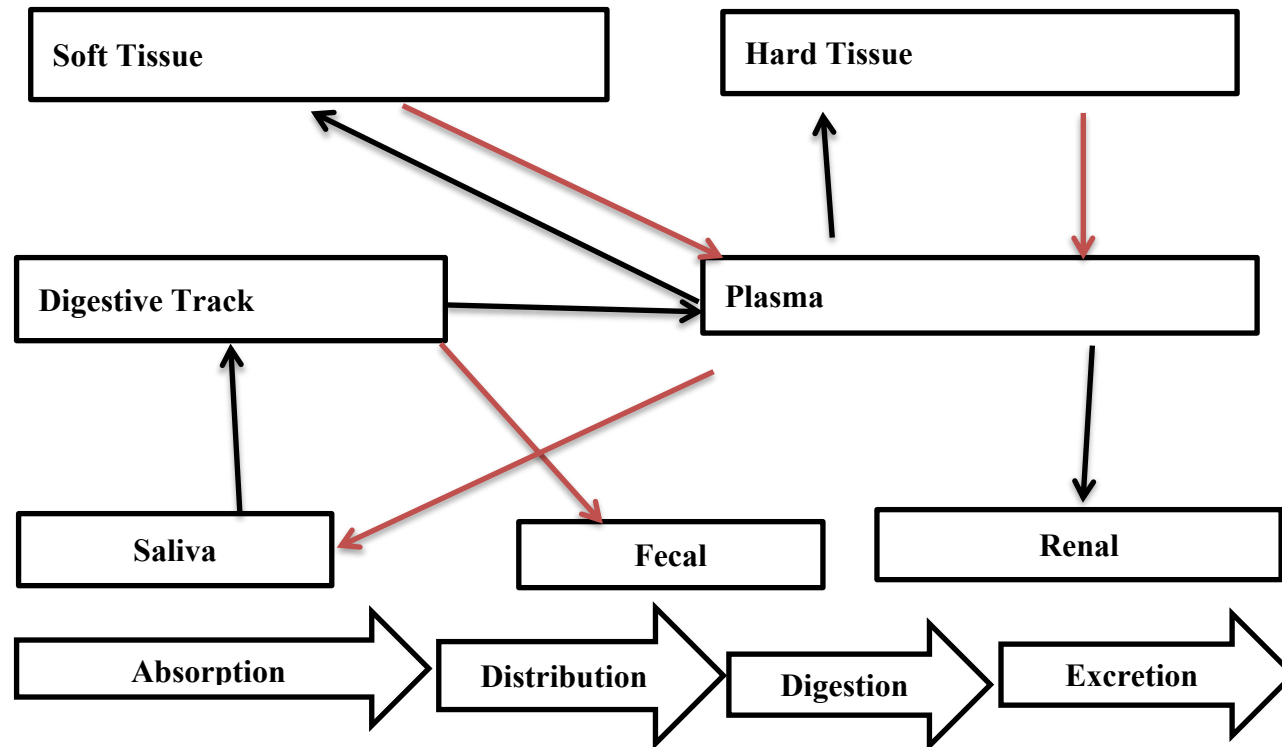 Soft Tissue
Hard Tissue
Digestive Track
Plasma
Saliva
Fecal
Renal
Absorption
Distribution
Digestion
Excretion